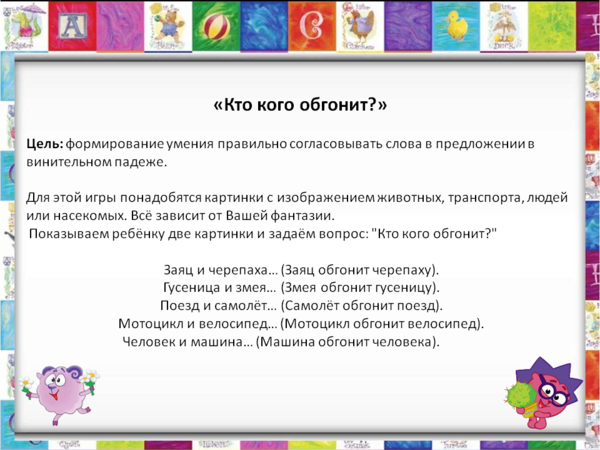 «Кто кого обгонит?»
Цель: формирование умения правильно согласовывать слова в предложении в
винительном падеже.
Для этой игры понадобятся картинки с изображением животных, транспорта, людей
или насекомых. Всё зависит от Вашей фантазии.
Показываем ребёнку две картинки и задаём вопрос: "Кто кого обгонит?"
Заяц и черепаха... (Заяц обгонит черепаху).
Гусеница и змея... (Змея обгонит гусеницу).
Поезд и самолёт... (Самолёт обгонит поезд).
Мотоцикл и велосипед... (Мотоцикл обгонит велосипед).
Человек и машина... (Машина обгонит человека).